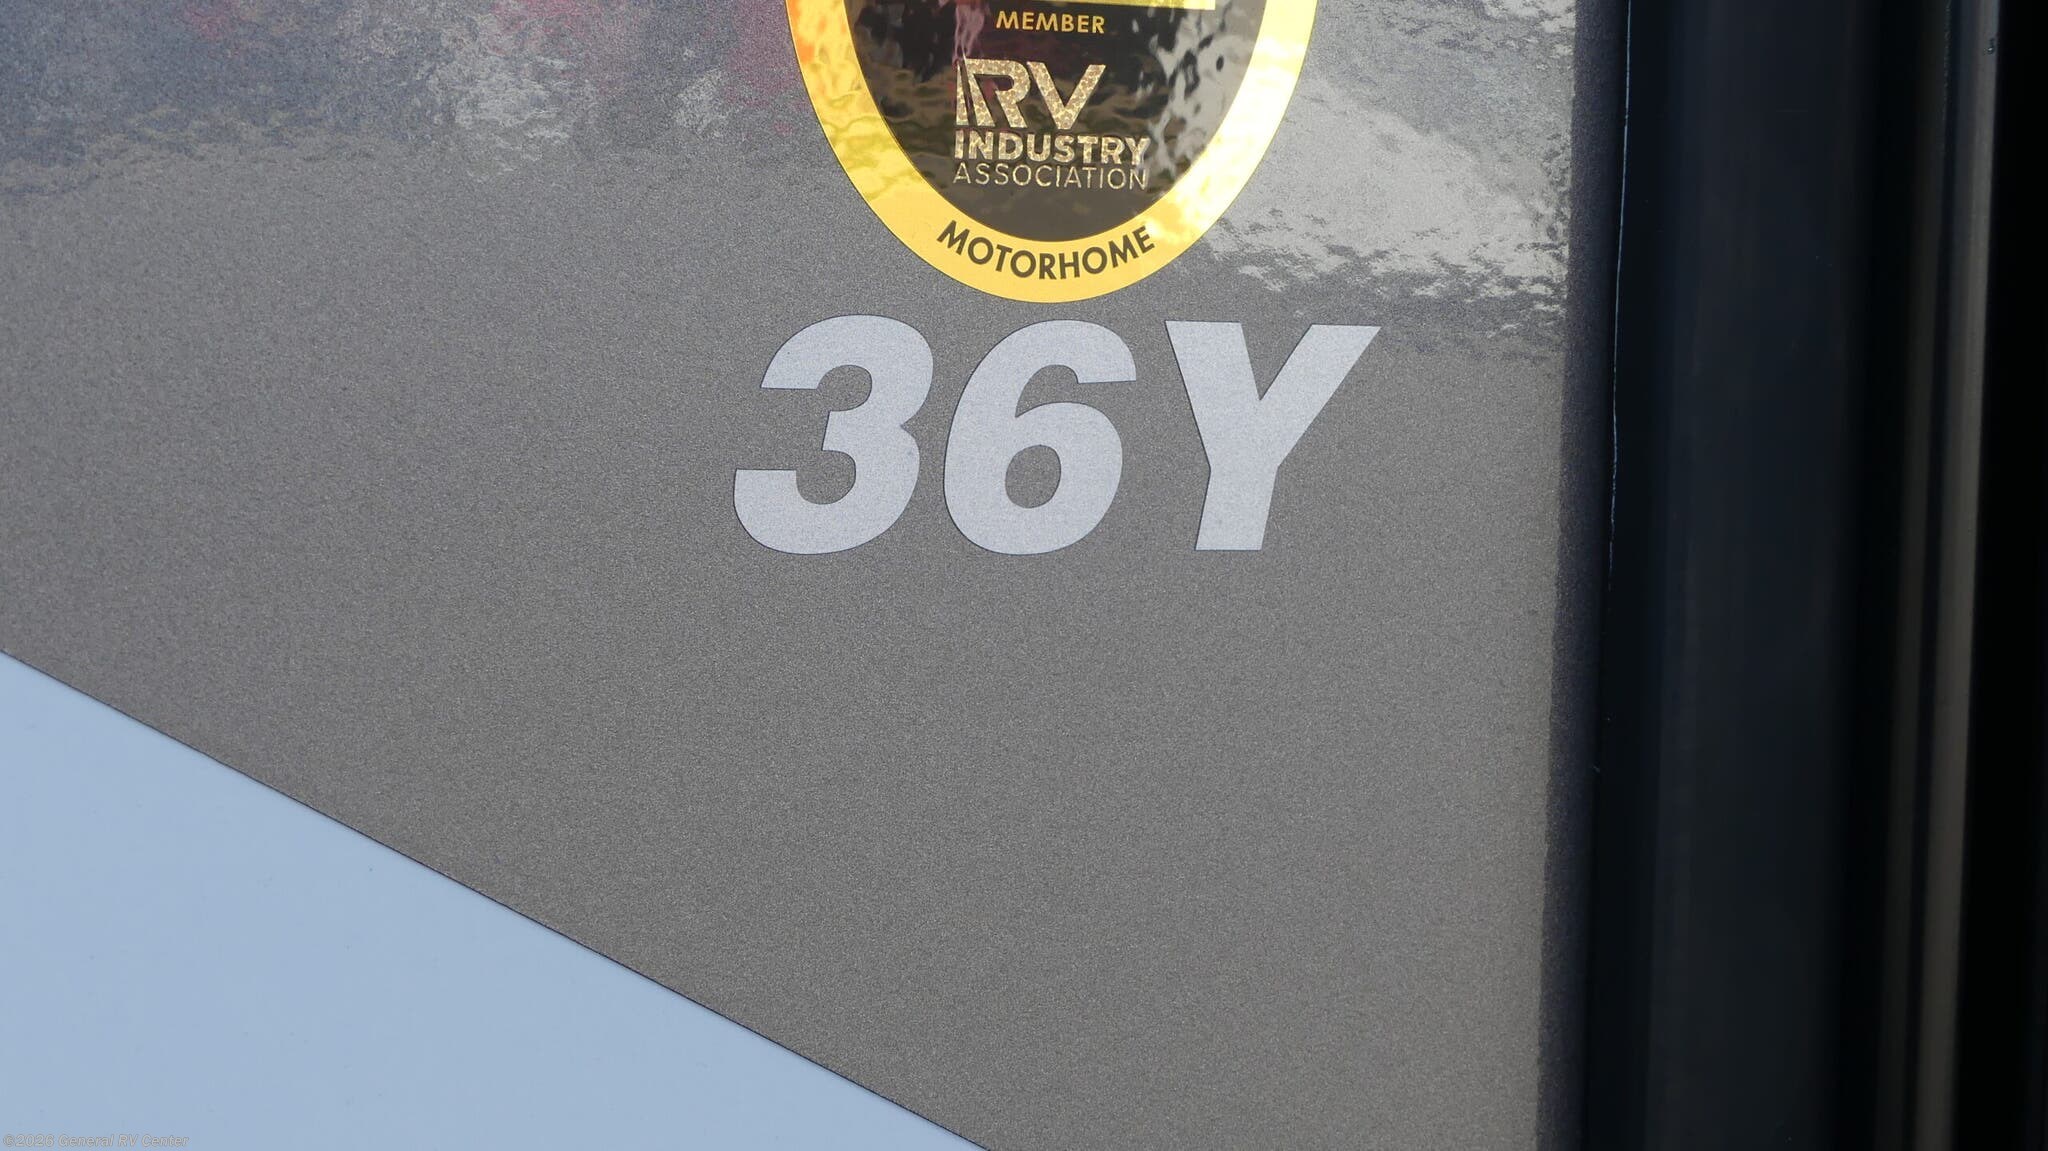 MEMBER
RV
INDUSTRY
ASSOCIATION
MOTORHOME
36Y
©2026 General RV Center